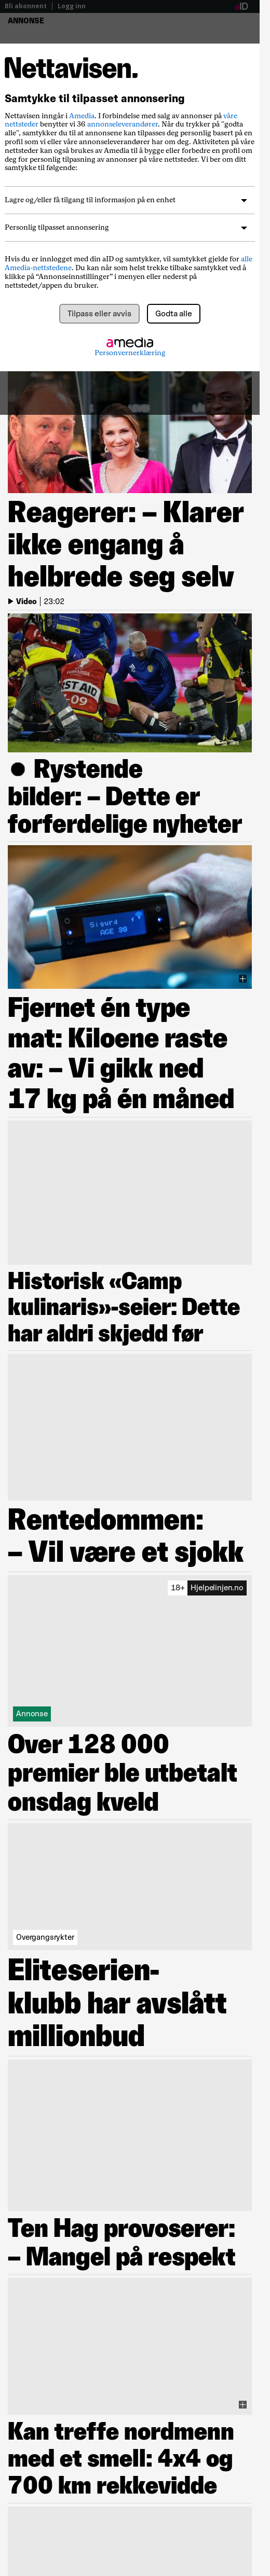 Bli abonnent | Logg inn
aID
ANNONSE
Nettavisen.
Samtykke til tilpasset annonsering
Nettavisen inngår i Amedia. I forbindelse med salg av annonser på våre
nettsteder benytter vi 36 annonseleverandører. Når du trykker på "godta
alle", samtykker du til at annonsene kan tilpasses deg personlig basert på en
profil som vi eller våre annonseleverandører har om deg. Aktiviteten på våre
nettsteder kan også brukes av Amedia til å bygge eller forbedre en profil om
deg for personlig tilpasning av annonser på våre nettsteder. Vi ber om ditt
samtykke til følgende:
Lagre og/eller få tilgang til informasjon på en enhet
Personlig tilpasset annonsering
Hvis du er innlogget med din aID og samtykker, vil samtykket gjelde for alle
Amedia-nettstedene. Du kan når som helst trekke tilbake samtykket ved å
klikke på “Annonseinnstillinger” i menyen eller nederst på
nettstedet/appen du bruker.
Tilpass eller avvis
Godta alle
amedia
Personvernerklæring
Reagerer: – Klarer
ikke engang å
helbrede seg selv
Video | 23:02
Rystende
bilder: – Dette er
forferdelige nyheter
Sigurd
AGE 38
Fjernet én type
mat: Kiloene raste
av: – Vi gikk ned
17 kg på én måned
Historisk «Camp
kulinaris»-seier: Dette
har aldri skjedd før
Rentedommen:
– Vil være et sjokk
18+ Hjelpelinjen.no
Annonse
Over 128 000
premier ble utbetalt
onsdag kveld
Overgangsrykter
Eliteserien-
klubb har avslått
millionbud
Ten Hag provoserer:
– Mangel på respekt
Kan treffe nordmenn
med et smell: 4x4 og
700 km rekkevidde